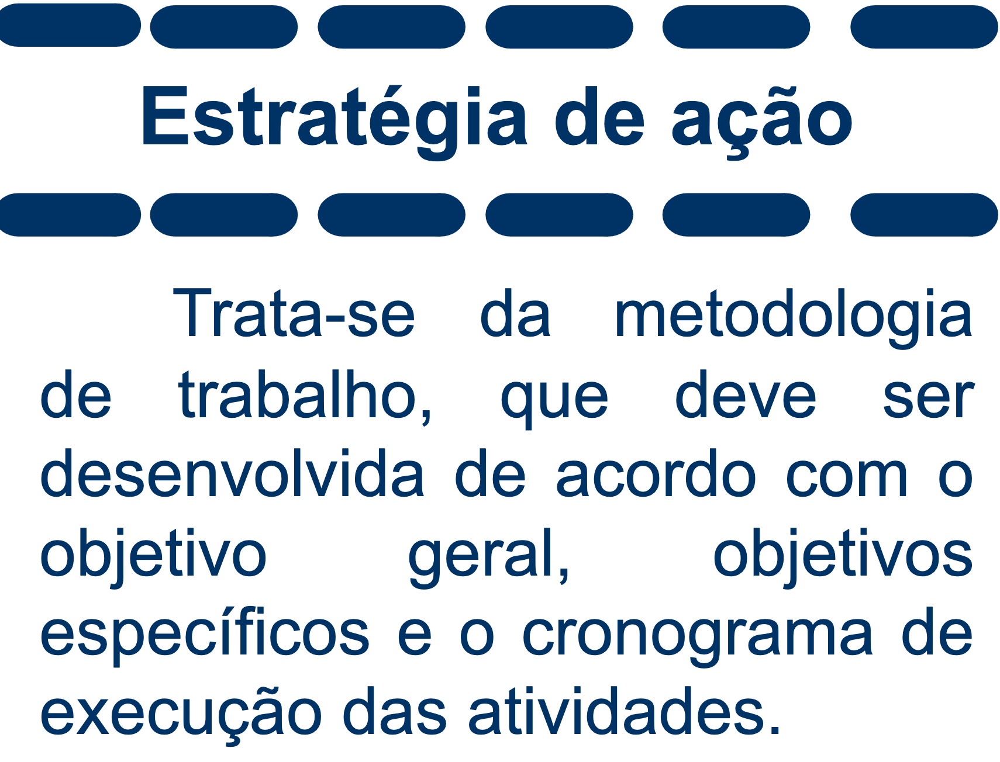 Estratégia de ação
Trata-se da metodologia
de trabalho, que deve ser
desenvolvida de acordo com o
objetivo geral, objetivos
específicos e o cronograma de
execução das atividades.